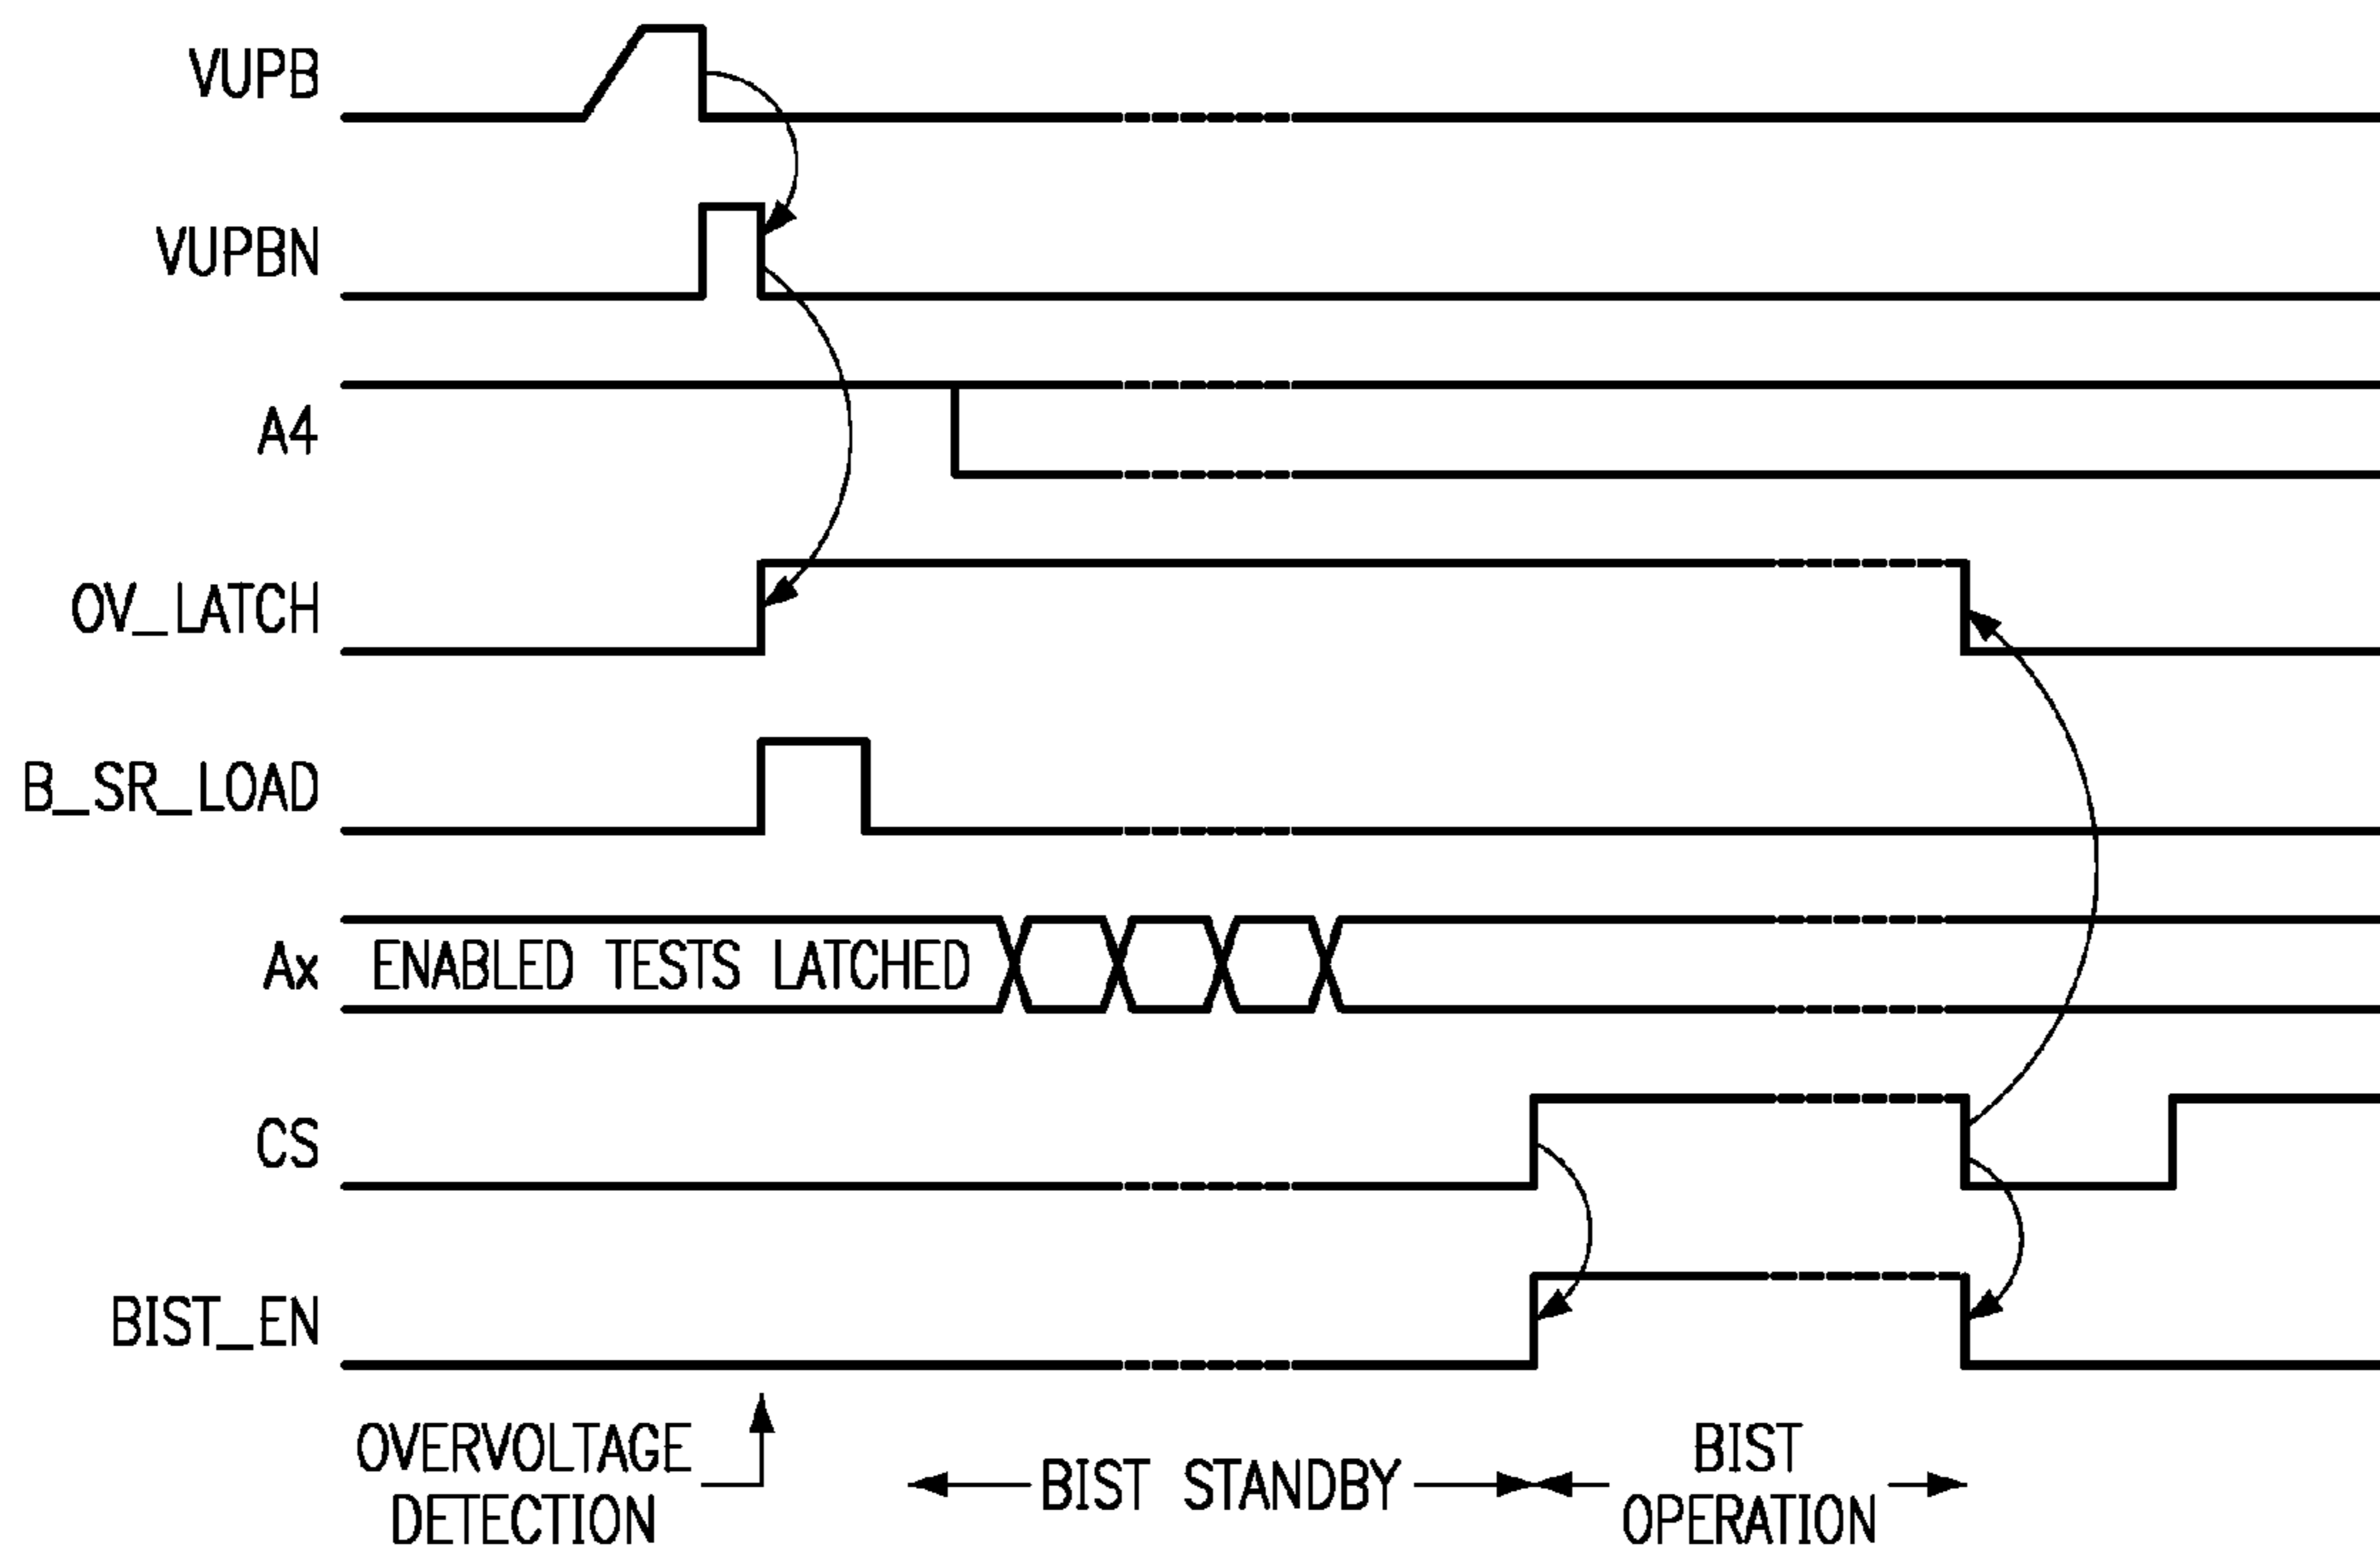 VUPB
VUPBN
A4
OV_LATCH
B_SR_LOAD
Ax
ENABLED TESTS LATCHED
CS
BIST_EN
OVERVOLTAGE
DETECTION
BIST STANDBY
BIST
OPERATION